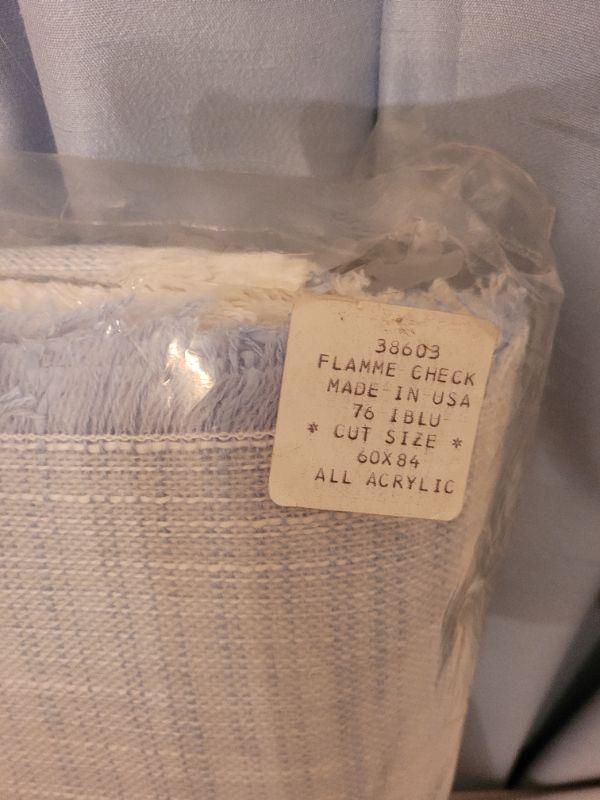 38603
FLAMME CHECK
MADE IN USA
76 IBLU
* CUT SIZE *
60X84
ALL ACRYLIC